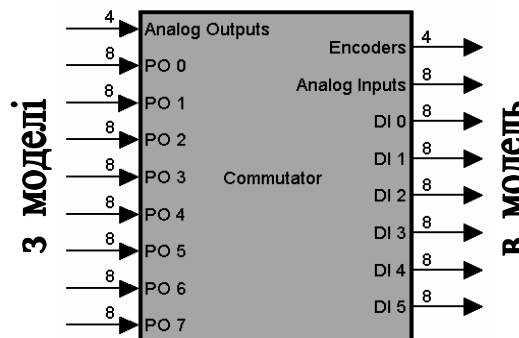 З моделі
4 Analog Outputs
8 PO 0
8 PO 1
8 PO 2
8 PO 3
8 PO 4
8 PO 5
8 PO 6
8 PO 7
Commutator
Encoders 4
Analog Inputs 8
DI 0 8
DI 1 8
DI 2 8
DI 3 8
DI 4 8
DI 5 8
В модель